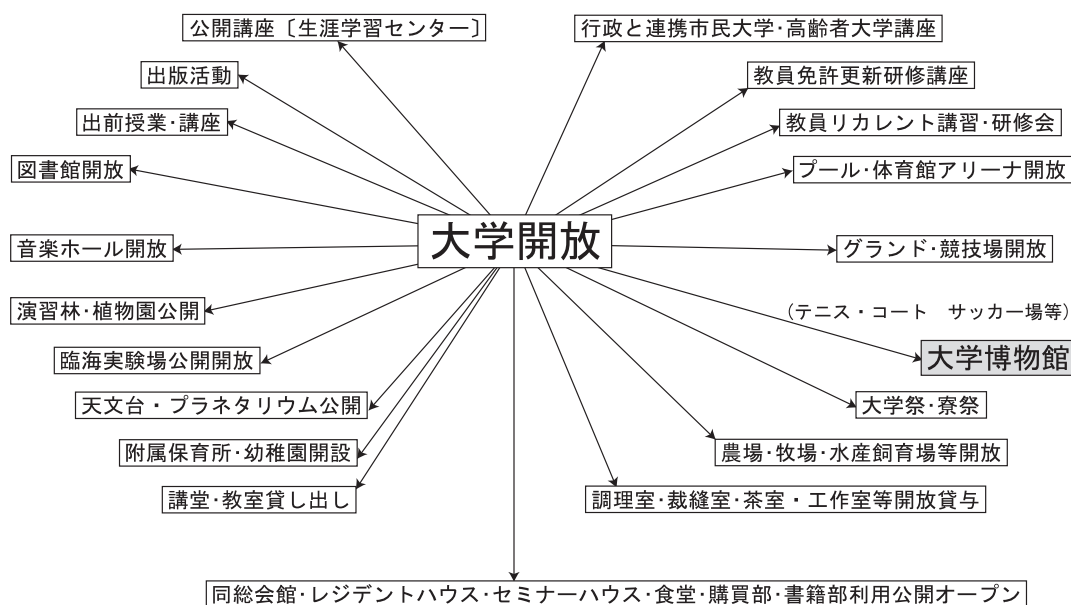 公開講座〔生涯学習センター〕
行政と連携市民大学・高齢者大学講座
出版活動
教員免許更新研修講座
出前授業・講座
教員リカレント講習・研修会
図書館開放
プール・体育館アリーナ開放
大学開放
音楽ホール開放
グランド・競技場開放
演習林・植物園公開
（テニス・コート　サッカー場等）
臨海実験場公開開放
大学博物館
天文台・プラネタリウム公開
大学祭・寮祭
附属保育所・幼稚園開設
農場・牧場・水産飼育場等開放
講堂・教室貸し出し
調理室・裁縫室・茶室・工作室等開放貸与
同総会館・レジデントハウス・セミナーハウス・食堂・購買部・書籍部利用公開オープン